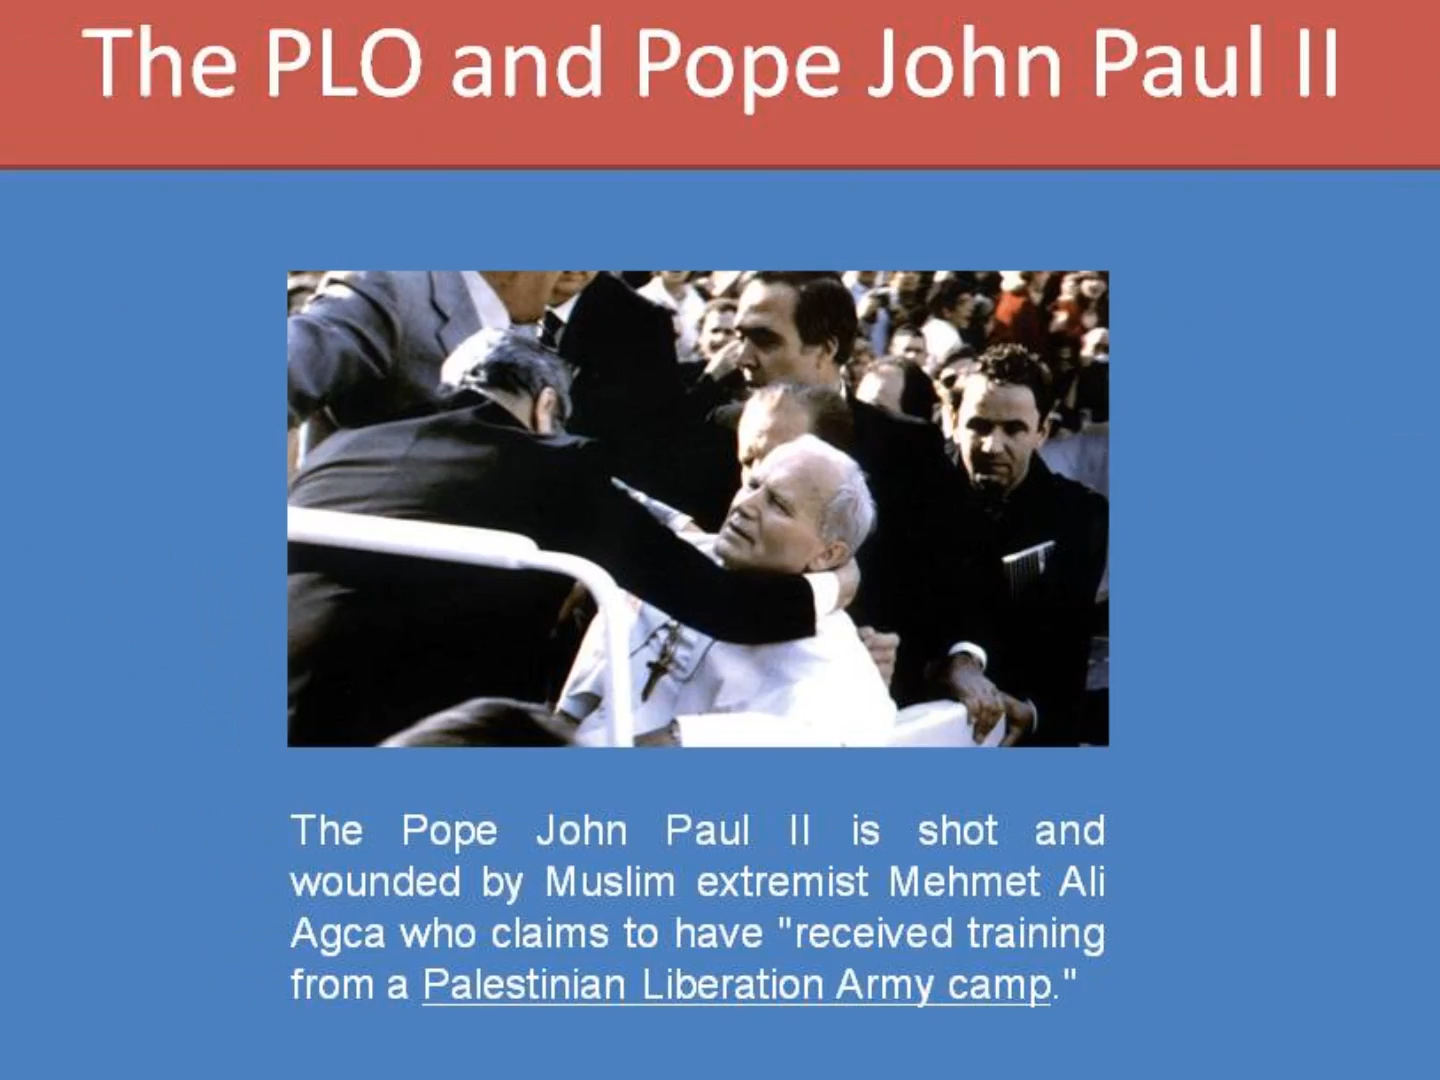 The PLO and Pope John Paul II
The Pope John Paul II is shot and
wounded by Muslim extremist Mehmet Ali
Agca who claims to have "received training
from a Palestinian Liberation Army camp."